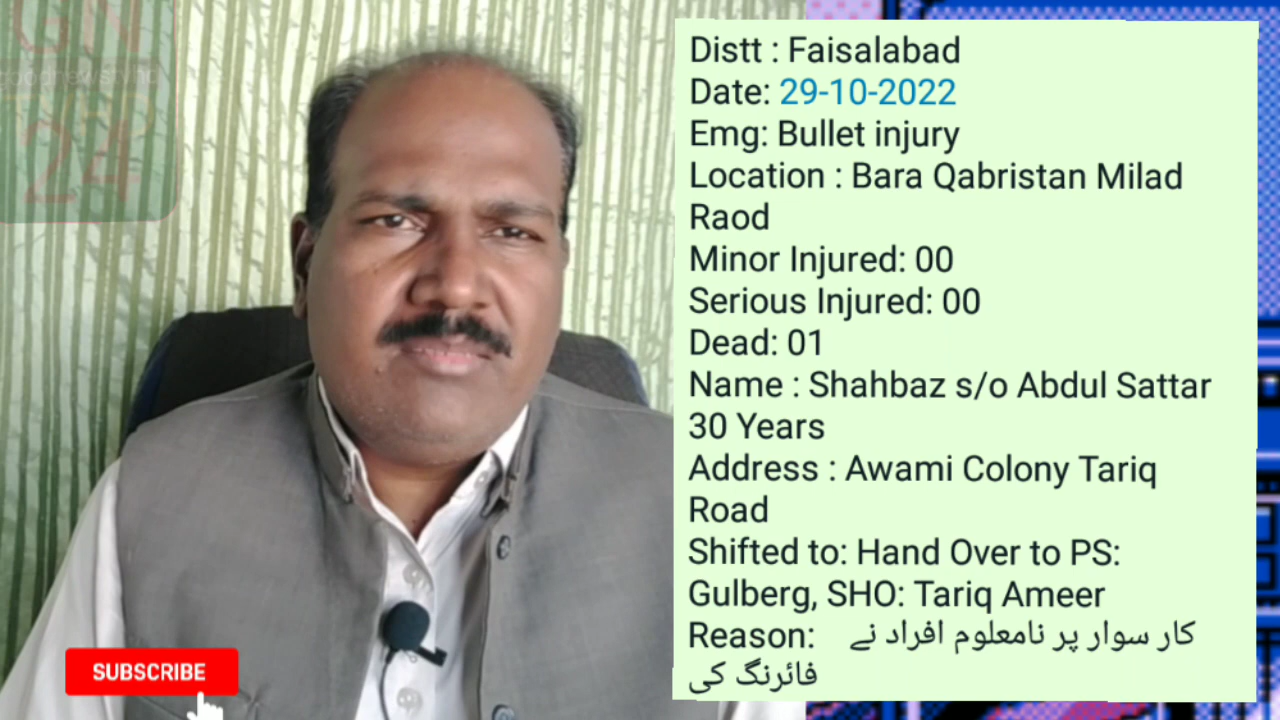 GN
24
Distt : Faisalabad
Date: 29-10-2022
Emg: Bullet injury
Location : Bara Qabristan Milad
Raod
Minor Injured: 00
Serious Injured: 00
Dead: 01
Name : Shahbaz s/o Abdul Sattar
30 Years
Address : Awami Colony Tariq
Road
Shifted to: Hand Over to PS:
Gulberg, SHO: Tariq Ameer
Reason: کار سوار پر نامعلوم افراد نے
فائرنگ کی
SUBSCRIBE